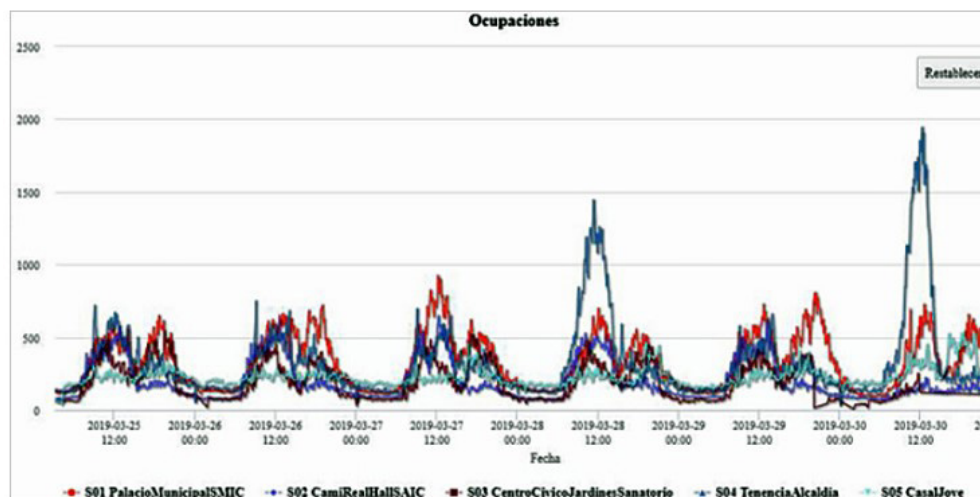 Ocupaciones
2500
Restablecer
2000
1500
1000
500
0
2019-03-25 2019-03-26 2019-03-26 2019-03-27 2019-03-27 2019-03-28 2019-03-28 2019-03-29 2019-03-29 2019-03-30 2019-03-30
12:00 00:00 12:00 00:00 12:00 00:00 12:00 00:00 12:00 00:00 12:00
Fecha
S01 PalacioMunicipalSMIC S02 CamiRealHallSAIC S03 CentroCivicoJardinesSanatorio S04 TenenciaAlcaldia S05 CasalJove